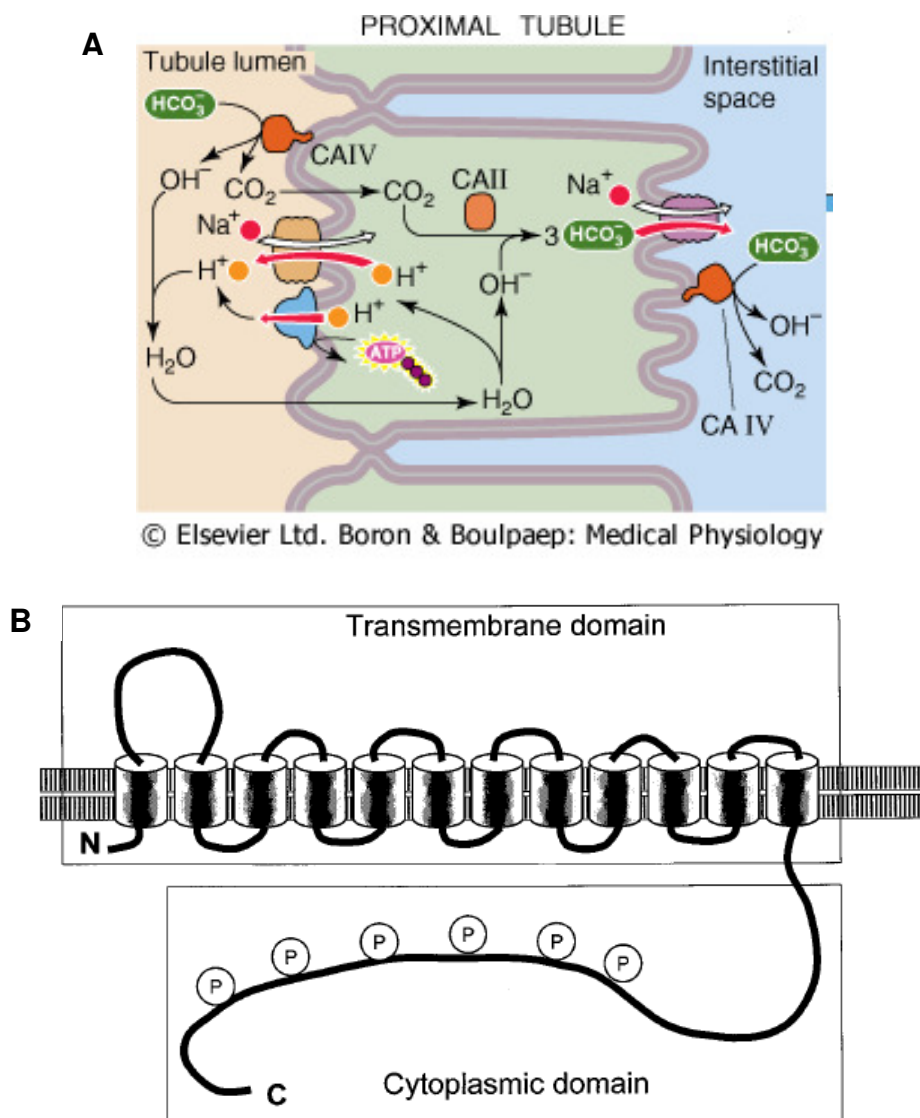 A
PROXIMAL TUBULE
Tubule lumen
Interstitial
space
HCO₃⁻
CAIV
OH⁻
CO₂
CO₂
CAII
Na⁺
Na⁺
3 HCO₃⁻
HCO₃⁻
H⁺
H⁺
OH⁻
H⁺
OH⁻
H₂O
ATP
CO₂
H₂O
CA IV
© Elsevier Ltd. Boron & Boulpaep: Medical Physiology
B
Transmembrane domain
N
P
P
P
P
P
P
C
Cytoplasmic domain